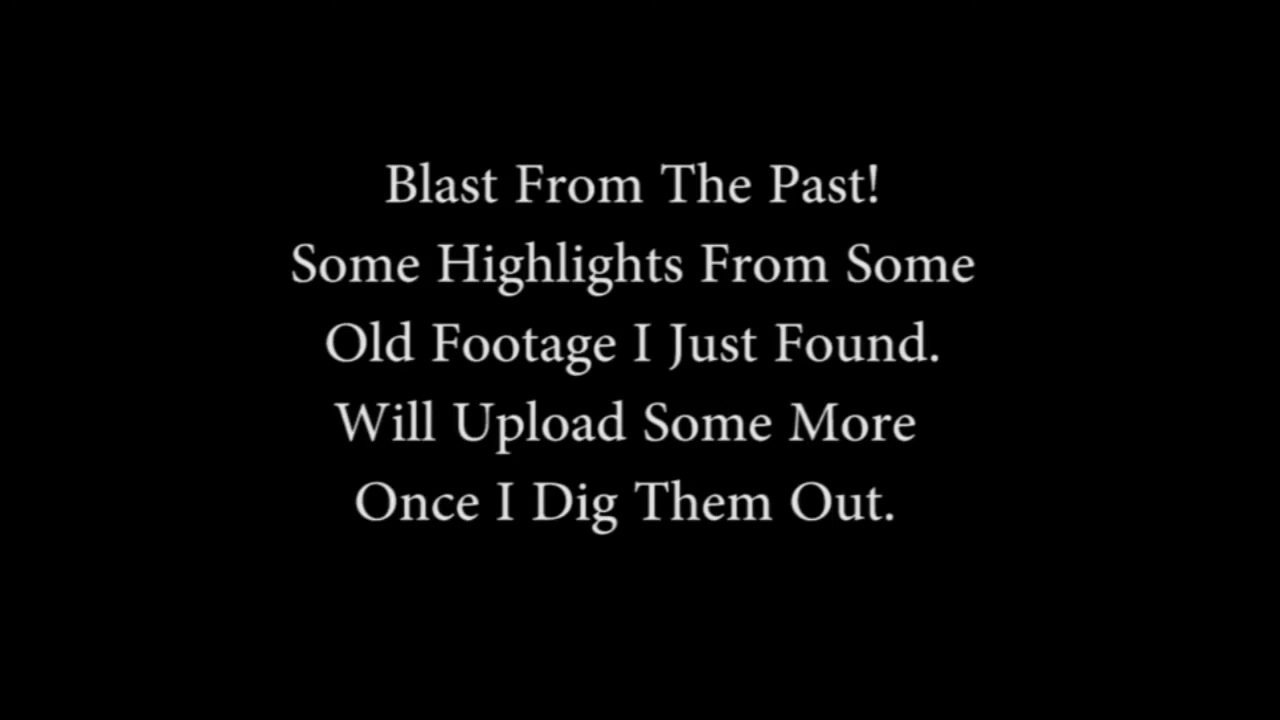 Blast From The Past!
Some Highlights From Some
Old Footage I Just Found.
Will Upload Some More
Once I Dig Them Out.